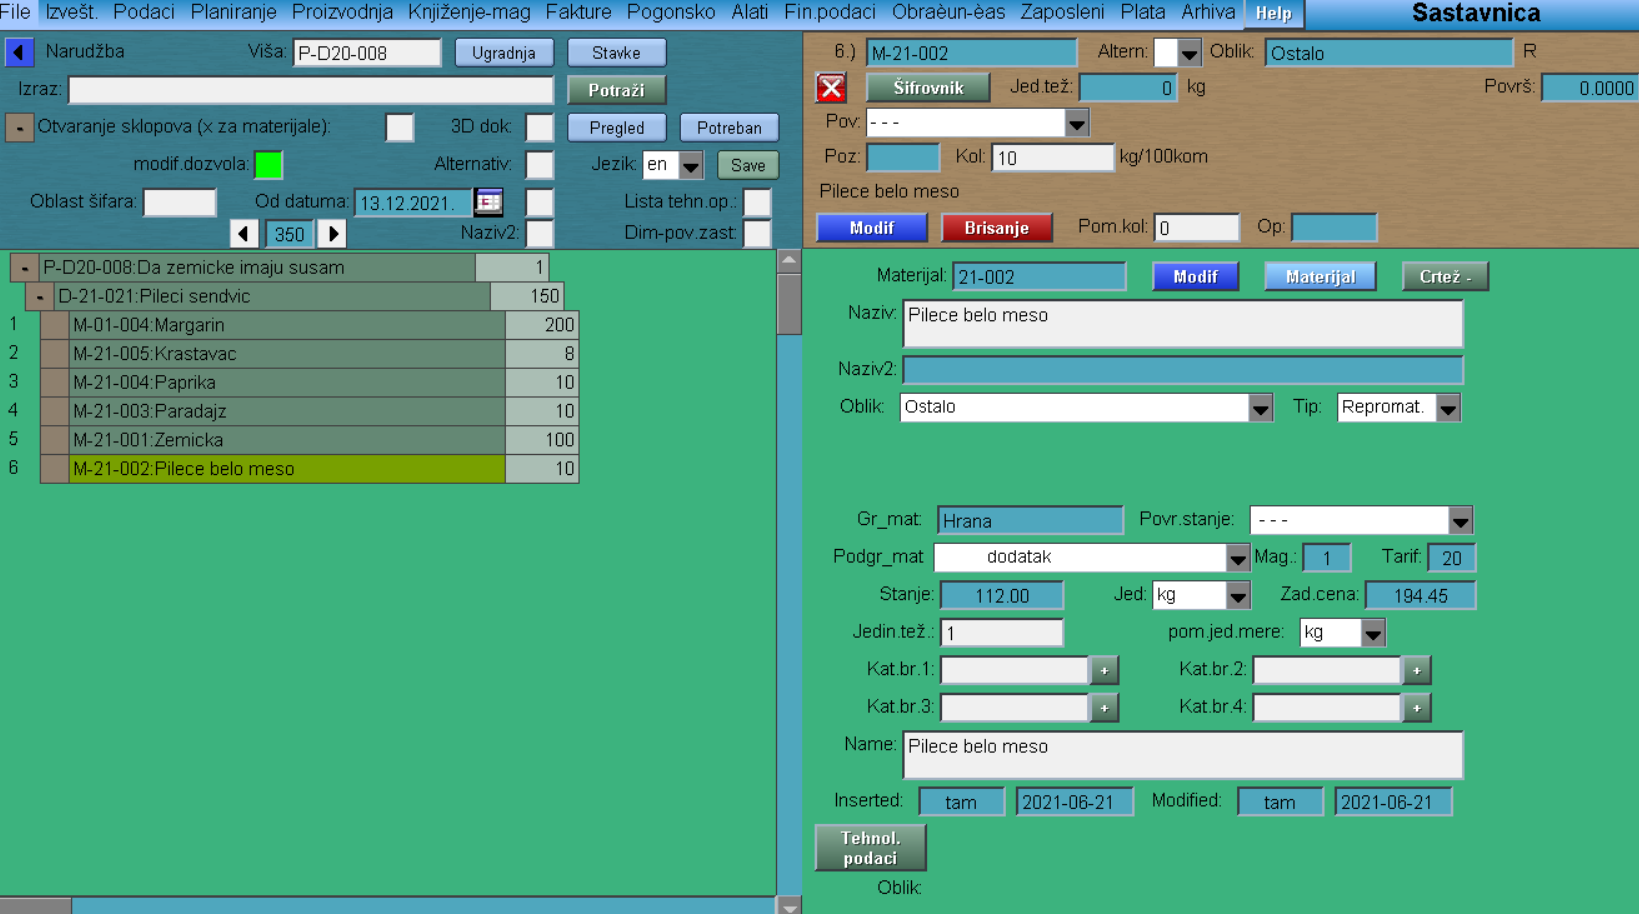 File Izvešt. Podaci Planiranje Proizvodnja Knjiženje-mag Fakture Pogonsko Alati Fin.podaci Obraèun-èas Zaposleni Plata Arhiva Help Sastavnica
Narudžba Viša: P-D20-008 Ugradnja Stavke
Izraz: Potraži
- Otvaranje sklopova (x za materijale): 3D dok: Pregled Potreban
modif.dozvola: Alternativ: Jezik: en Save
Oblast šifara: Od datuma: 13.12.2021. Lista tehn.op.:
350 Naziv2: Dim-pov.zast:
- P-D20-008:Da zemicke imaju susam 1
- D-21-021:Pileci sendvic 150
1 M-01-004:Margarin 200
2 M-21-005:Krastavac 8
3 M-21-004:Paprika 10
4 M-21-003:Paradajz 10
5 M-21-001:Zemicka 100
6 M-21-002:Pilece belo meso 10
6.) M-21-002 Altern: Oblik: Ostalo R
Šifrovnik Jed.tež: 0 kg Površ: 0.0000
Pov: - - -
Poz: Kol: 10 kg/100kom
Pilece belo meso
Modif Brisanje Pom.kol: 0 Op:
Materijal: 21-002 Modif Materijal Crtež -
Naziv: Pilece belo meso
Naziv2:
Oblik: Ostalo Tip: Repromat.
Gr_mat: Hrana Povr.stanje: - - -
Podgr_mat dodatak Mag.: 1 Tarif: 20
Stanje: 112.00 Jed: kg Zad.cena: 194.45
Jedin.tež.: 1 pom.jed.mere: kg
Kat.br.1: + Kat.br.2: +
Kat.br.3: + Kat.br.4: +
Name: Pilece belo meso
Inserted: tam 2021-06-21 Modified: tam 2021-06-21
Tehnol.
podaci
Oblik: